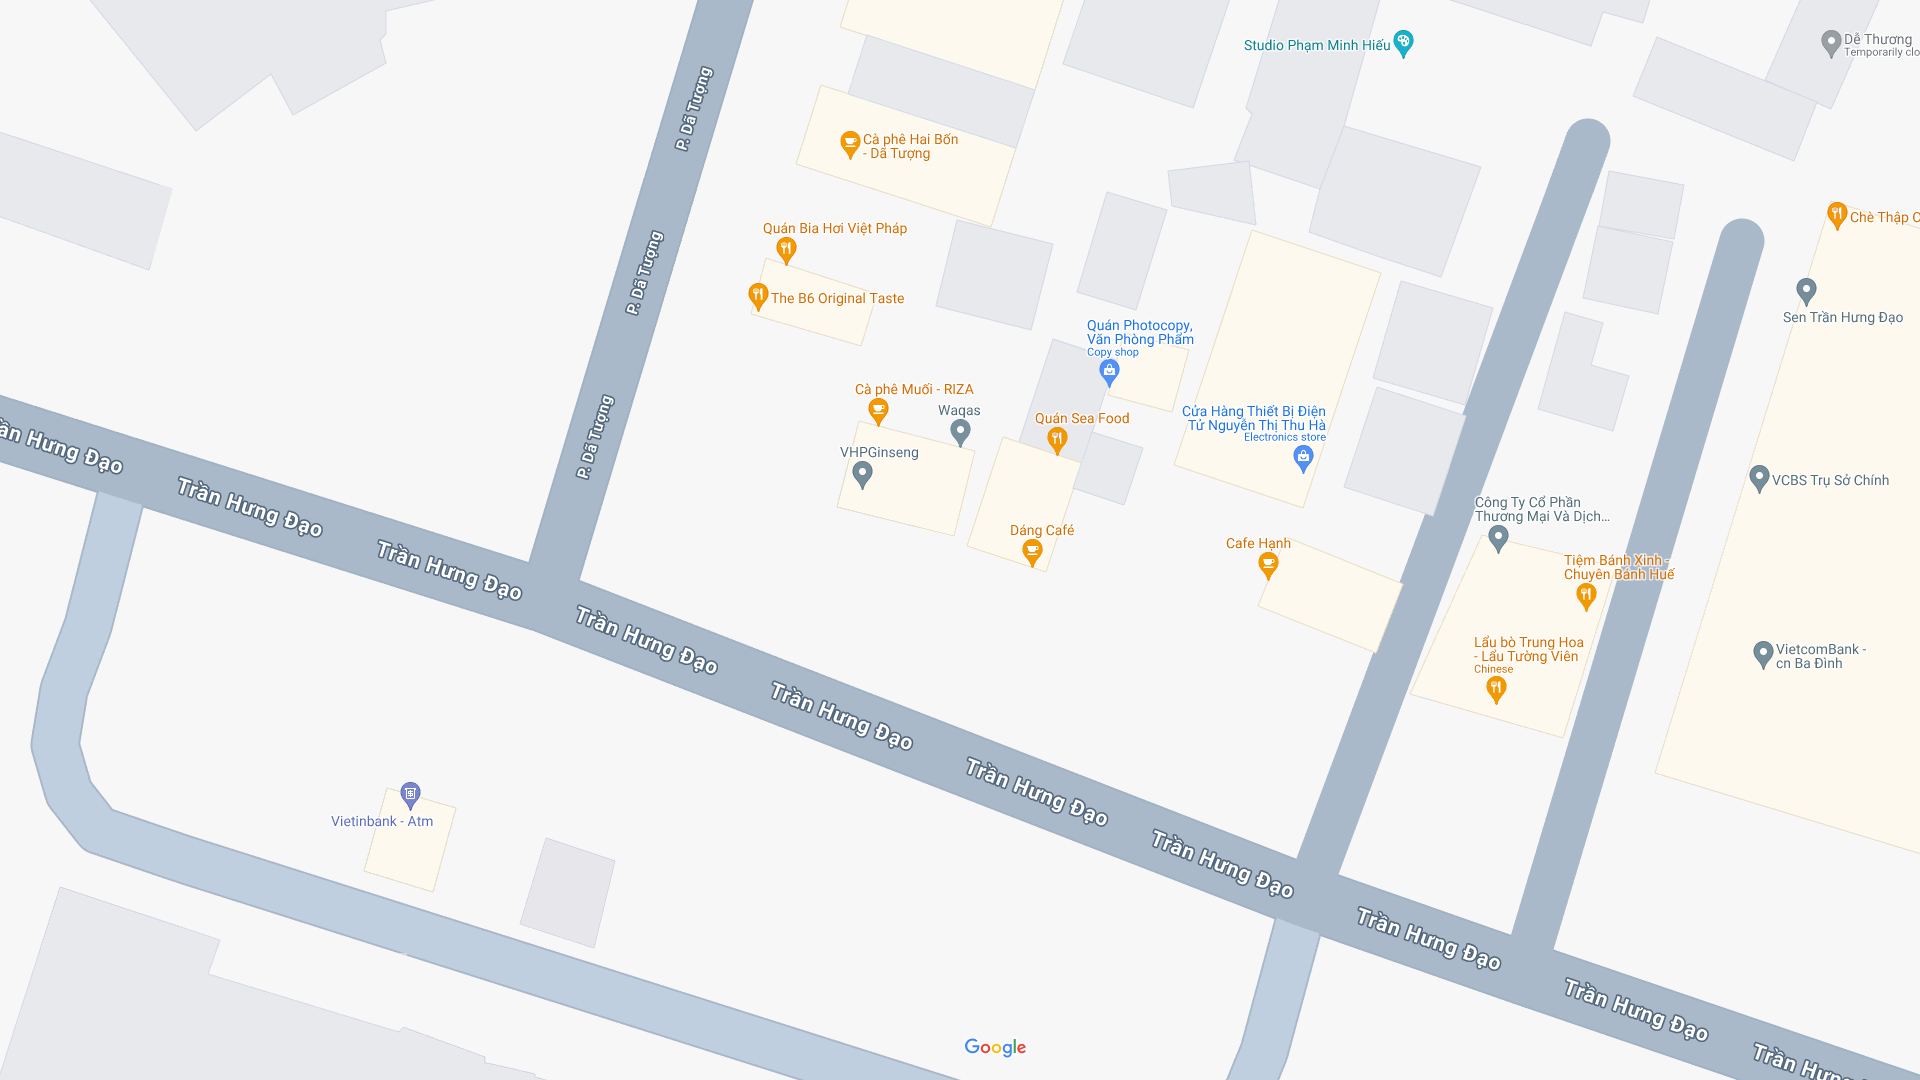 Studio Phạm Minh Hiếu
Dễ Thương
Temporarily clo
P. Dã Tượng
Cà phê Hai Bốn
- Dã Tượng
Chè Thập C
Quán Bia Hơi Việt Pháp
P. Dã Tượng
The B6 Original Taste
Sen Trần Hưng Đạo
Quán Photocopy,
Văn Phòng Phẩm
Copy shop
Cà phê Muối - RIZA
Waqas
Quán Sea Food
Cửa Hàng Thiết Bị Điện
Tử Nguyễn Thị Thu Hà
Electronics store
P. Dã Tượng
VHPGinseng
VCBS Trụ Sở Chính
ần Hưng Đạo
Trần Hưng Đạo
Công Ty Cổ Phần
Thương Mại Và Dịch...
Dáng Café
Cafe Hạnh
Tiệm Bánh Xinh -
Chuyên Bánh Huế
Trần Hưng Đạo
Trần Hưng Đạo
Lẩu bò Trung Hoa
- Lẩu Tường Viên
Chinese
VietcomBank -
cn Ba Đình
Trần Hưng Đạo
Trần Hưng Đạo
Vietinbank - Atm
Trần Hưng Đạo
Trần Hưng Đạo
Trần Hưng Đạo
Trần Hưng Đ
Google